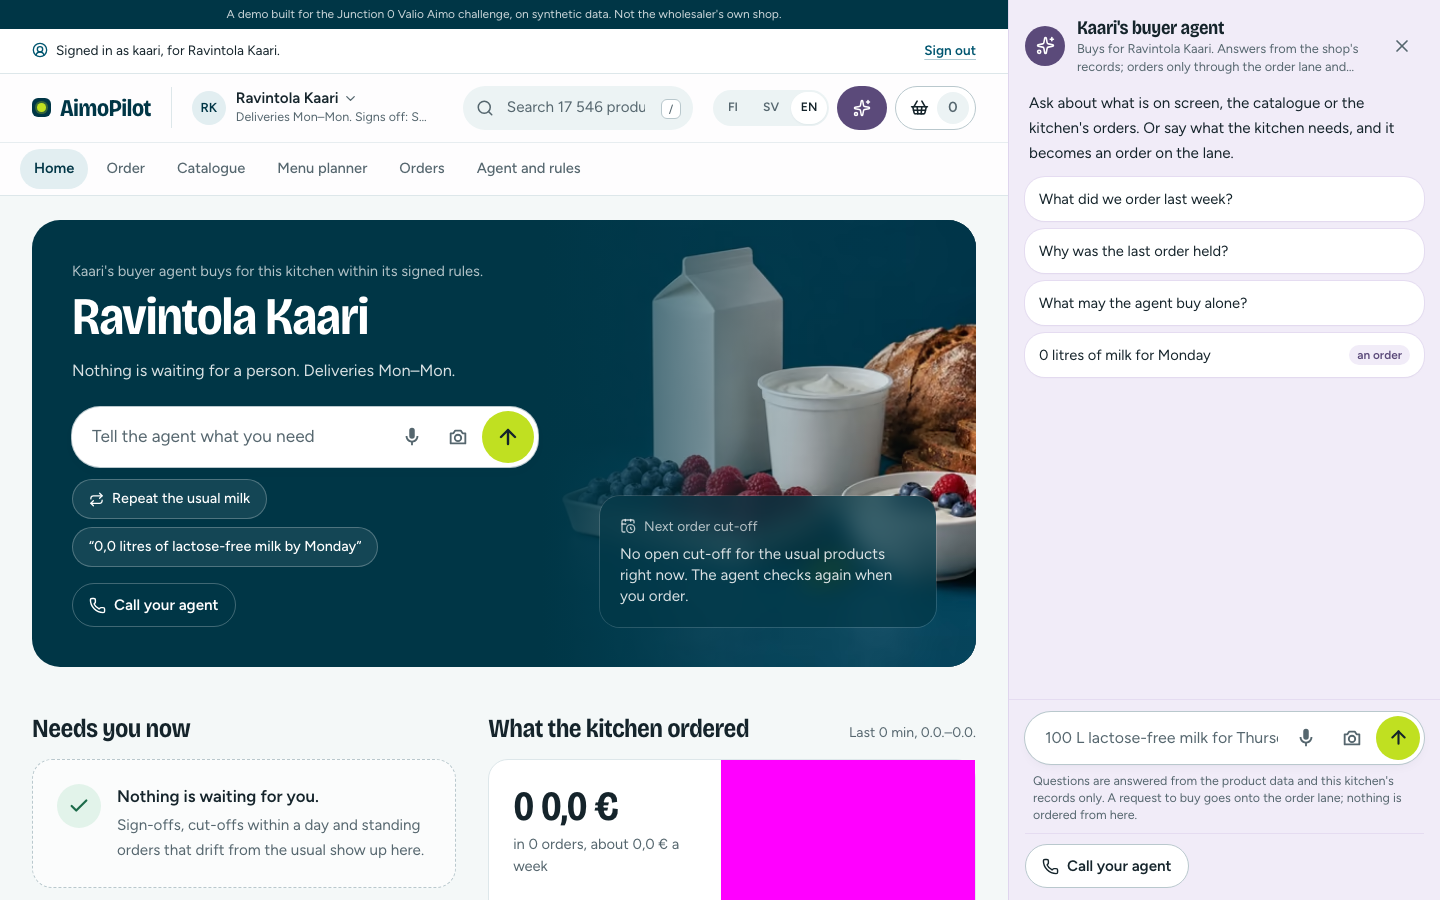 A demo built for the Junction 0 Valio Aimo challenge, on synthetic data. Not the wholesaler's own shop.
Signed in as kaari, for Ravintola Kaari.
Sign out
AimoPilot
RK
Ravintola Kaari
Deliveries Mon–Mon. Signs off: S...
Search 17 546 produ
/
FI
SV
EN
0
Home
Order
Catalogue
Menu planner
Orders
Agent and rules
Kaari's buyer agent buys for this kitchen within its signed rules.
Ravintola Kaari
Nothing is waiting for a person. Deliveries Mon–Mon.
Tell the agent what you need
Repeat the usual milk
“0,0 litres of lactose-free milk by Monday”
Call your agent
Next order cut-off
No open cut-off for the usual products
right now. The agent checks again when
you order.
Needs you now
Nothing is waiting for you.
Sign-offs, cut-offs within a day and standing
orders that drift from the usual show up here.
What the kitchen ordered
Last 0 min, 0.0.–0.0.
0 0,0 €
in 0 orders, about 0,0 € a
week
Kaari's buyer agent
Buys for Ravintola Kaari. Answers from the shop's
records; orders only through the order lane and...
Ask about what is on screen, the catalogue or the
kitchen's orders. Or say what the kitchen needs, and it
becomes an order on the lane.
What did we order last week?
Why was the last order held?
What may the agent buy alone?
0 litres of milk for Monday
an order
100 L lactose-free milk for Thurs
Questions are answered from the product data and this kitchen's
records only. A request to buy goes onto the order lane; nothing is
ordered from here.
Call your agent